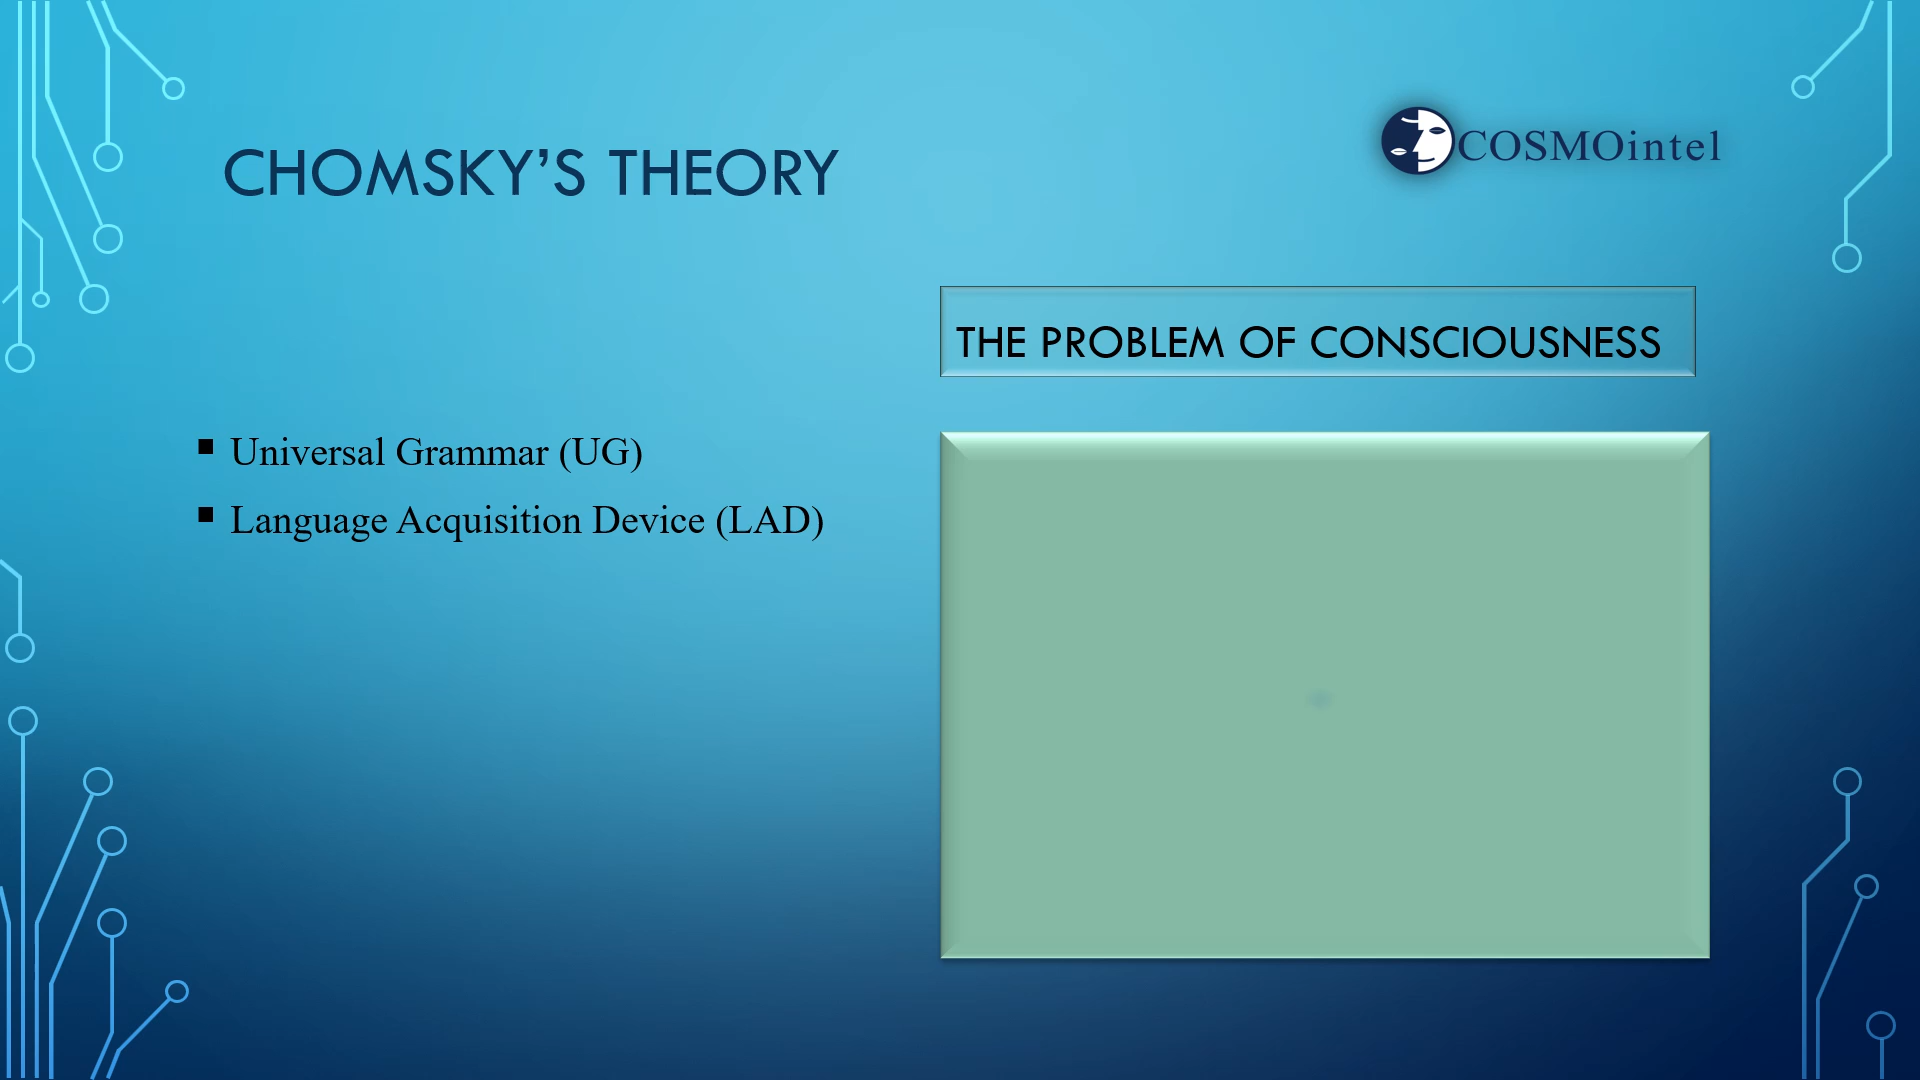 CHOMSKY’S THEORY
COSMOintel
THE PROBLEM OF CONSCIOUSNESS
Universal Grammar (UG)
Language Acquisition Device (LAD)